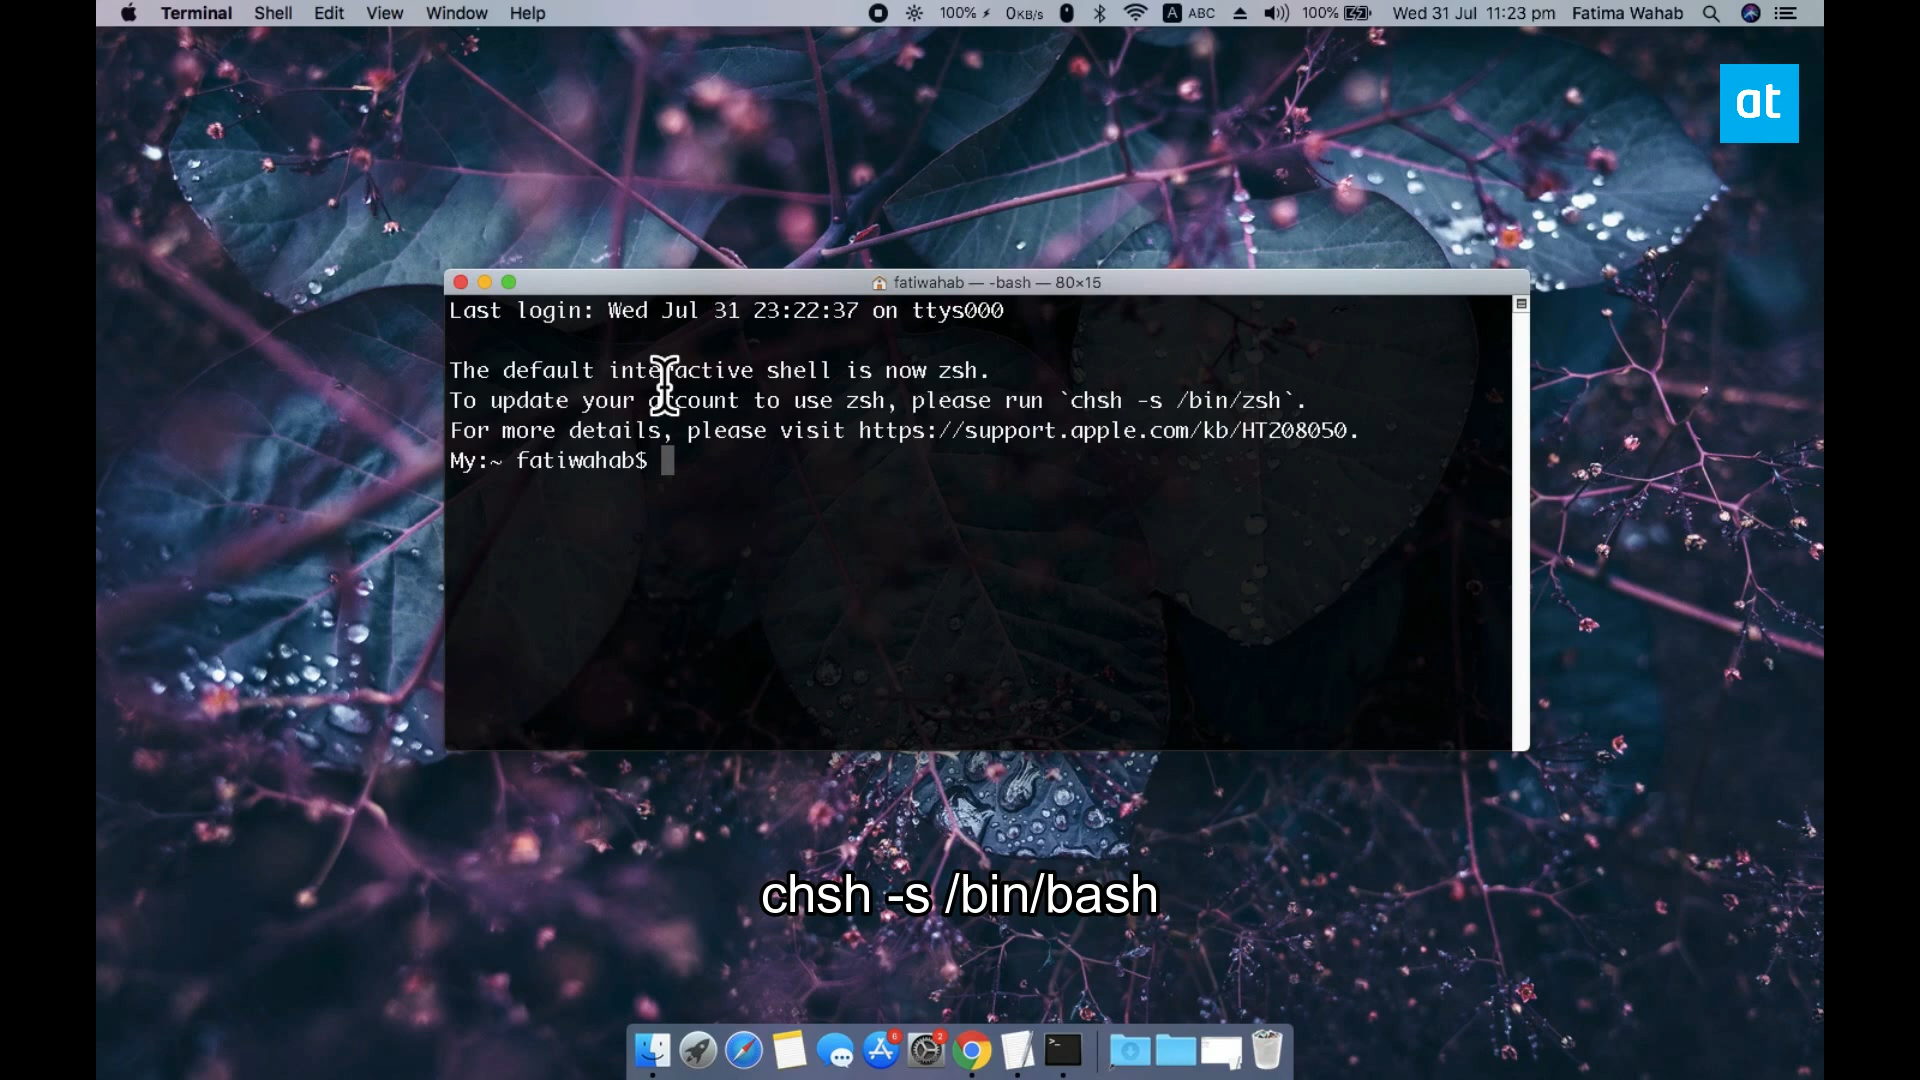 Terminal Shell Edit View Window Help 100% 0KB/s A ABC 100% Wed 31 Jul 11:23 pm Fatima Wahab
at
fatiwahab — -bash — 80×15
Last login: Wed Jul 31 23:22:37 on ttys000
The default interactive shell is now zsh.
To update your account to use zsh, please run `chsh -s /bin/zsh`.
For more details, please visit https://support.apple.com/kb/HT208050.
My:~ fatiwahab$
chsh -s /bin/bash
6 2
>_